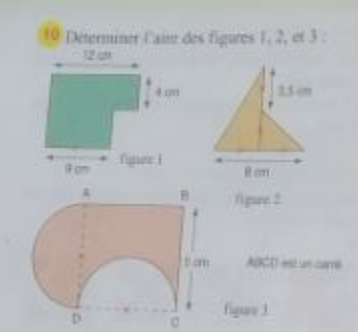 10 Déterminer l'aire des figures 1, 2, et 3 :
12 cm
4 cm
9 cm
figure 1
3,5 cm
8 cm
figure 2
A
B
5 cm
ABCD est un carré
D
C
figure 3